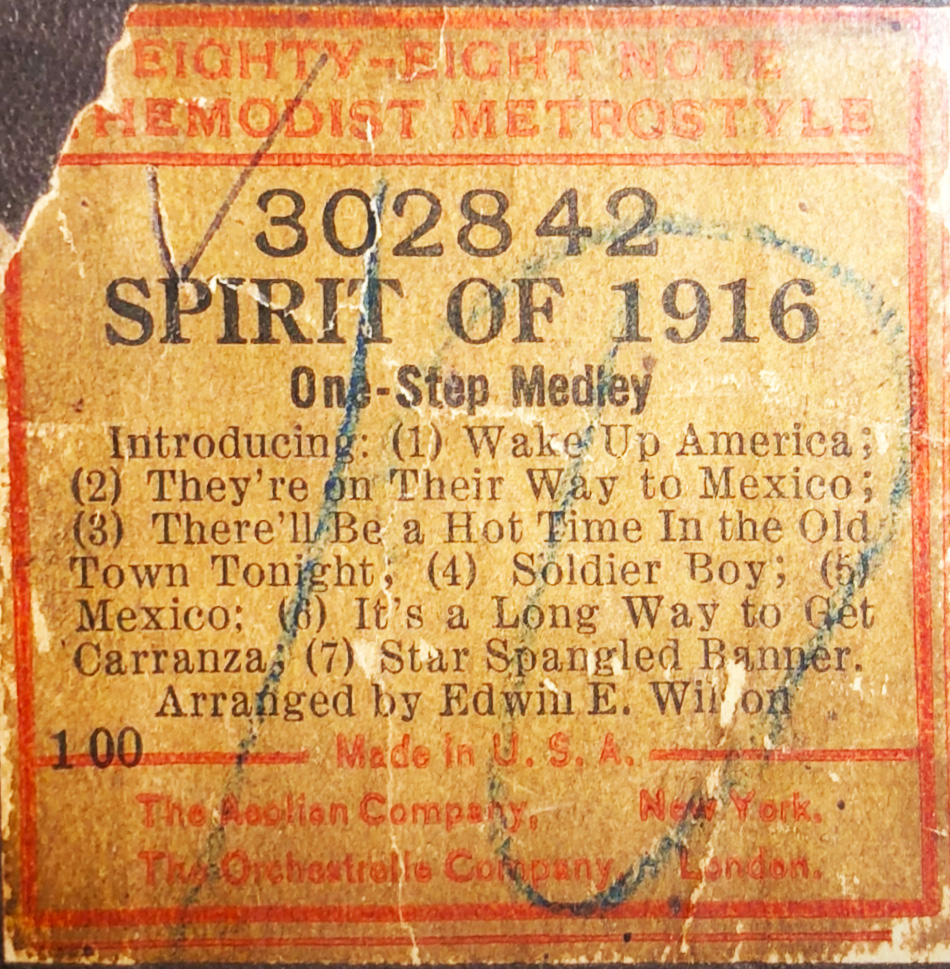 EIGHTY-EIGHT NOTE
THEMODIST METROSTYLE
302842
SPIRIT OF 1916
One-Step Medley
Introducing: (1) Wake Up America;
(2) They're on Their Way to Mexico;
(3) There'll Be a Hot Time In the Old
Town Tonight; (4) Soldier Boy; (5)
Mexico; (6) It's a Long Way to Get
Carranza; (7) Star Spangled Banner.
Arranged by Edwin E. Wilson
1 00
Made in U. S. A.
The Aeolian Company, New York.
The Orchestrelle Company, London.